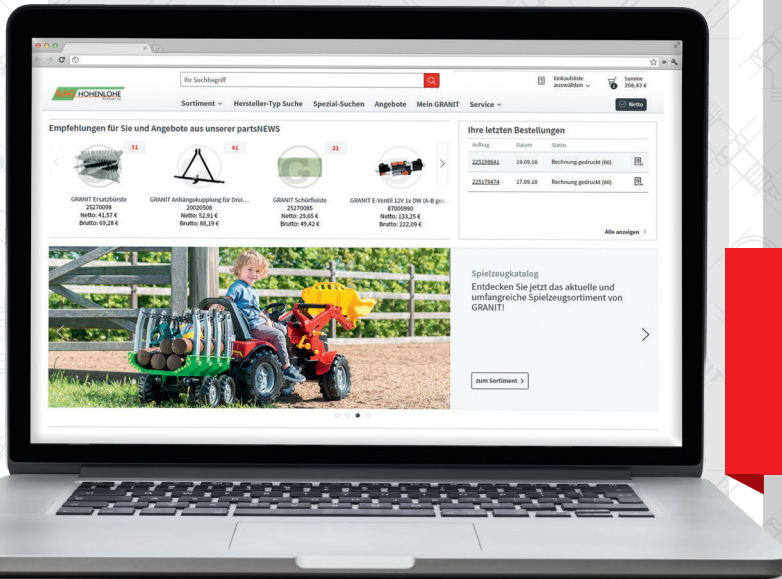 Ihr Suchbegriff
Einkaufsliste
auswählen
Summe
398,43 €
HOHENLOHE
Sortiment Hersteller-Typ Suche Spezial-Suchen Angebote Mein GRANIT Service
Netto
Empfehlungen für Sie und Angebote aus unserer partsNEWS
31
41
21
GRANIT Ersatzbürste
25270098
Netto: 41,57 €
Brutto: 69,28 €
GRANIT Anhängekupplung für Drei...
20020508
Netto: 52,91 €
Brutto: 88,19 €
G
GRANIT Schürfleiste
25270085
Netto: 29,65 €
Brutto: 49,42 €
GRANIT E-Ventil 12V 1x DW (A-B ges.
87000990
Netto: 133,25 €
Brutto: 222,09 €
Ihre letzten Bestellungen
Auftrag Datum Status
225198641 19.09.18 Rechnung gedruckt (60)
225179474 17.09.18 Rechnung gedruckt (60)
Alle anzeigen
Spielzeugkatalog
Entdecken Sie jetzt das aktuelle und
umfangreiche Spielzeugsortiment von
GRANIT!
zum Sortiment